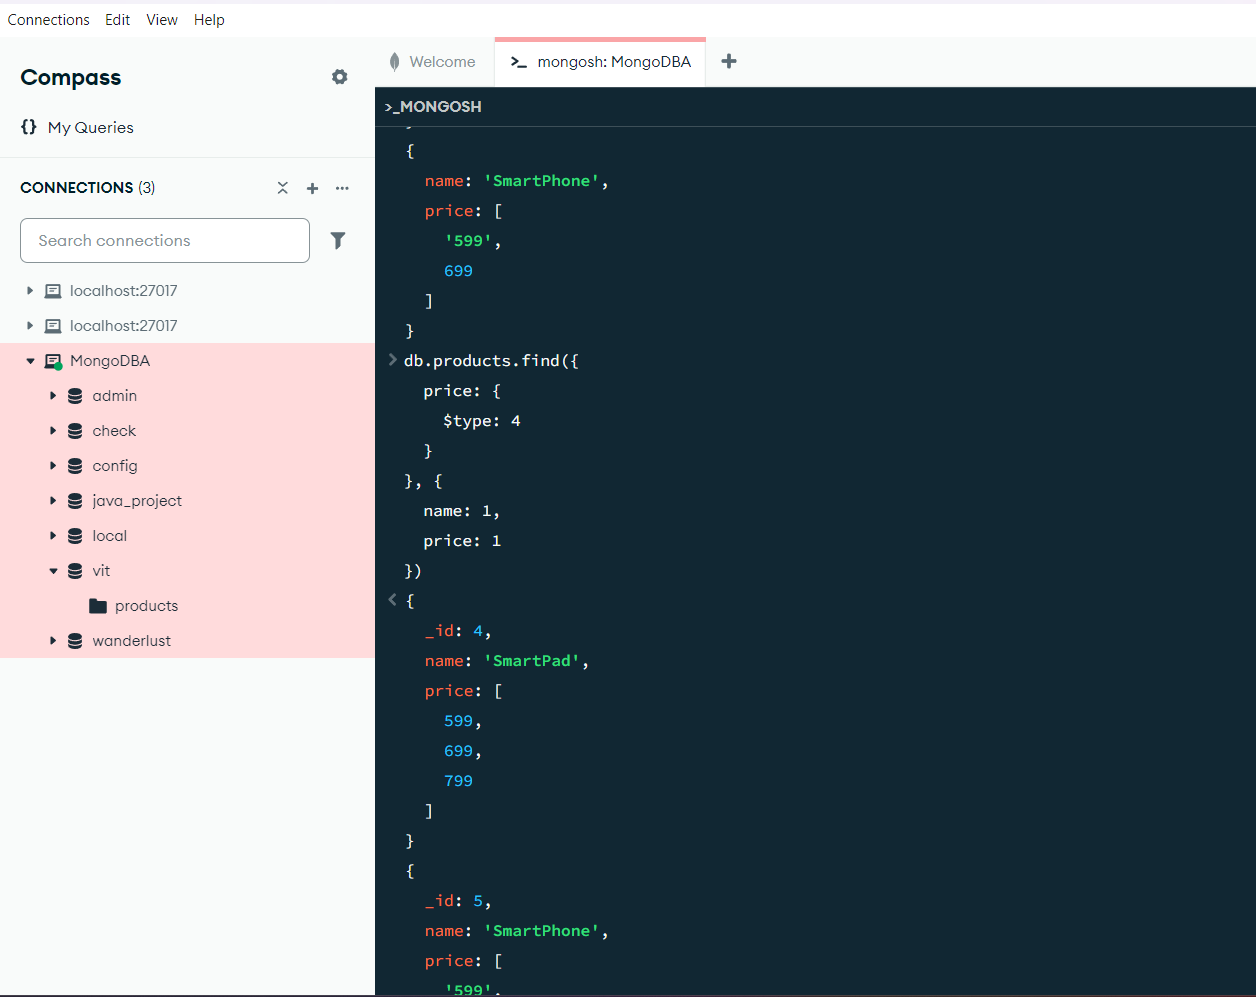 Connections Edit View Help
Compass
My Queries
CONNECTIONS (3)
Search connections
localhost:27017
localhost:27017
MongoDBA
admin
check
config
java_project
local
vit
products
wanderlust
Welcome
>_ mongosh: MongoDBA
>_MONGOSH
{
name: 'SmartPhone',
price: [
'599',
699
]
}
> db.products.find({
price: {
$type: 4
}
}, {
name: 1,
price: 1
})
< {
_id: 4,
name: 'SmartPad',
price: [
599,
699,
799
]
}
{
_id: 5,
name: 'SmartPhone',
price: [
'599',